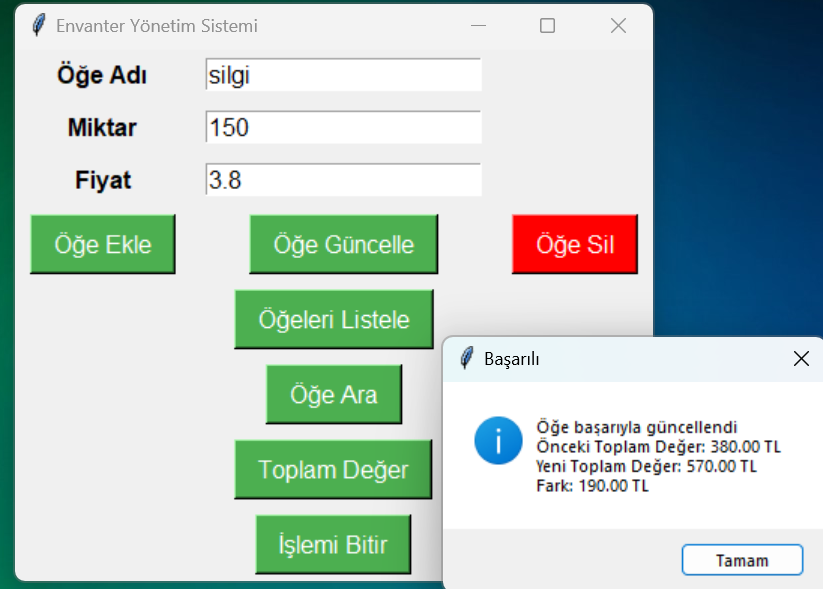 Envanter Yönetim Sistemi
Öğe Adı
silgi
Miktar
150
Fiyat
3.8
Öğe Ekle
Öğe Güncelle
Öğe Sil
Öğeleri Listele
Öğe Ara
Toplam Değer
İşlemi Bitir
Başarılı
Öğe başarıyla güncellendi
Önceki Toplam Değer: 380.00 TL
Yeni Toplam Değer: 570.00 TL
Fark: 190.00 TL
Tamam